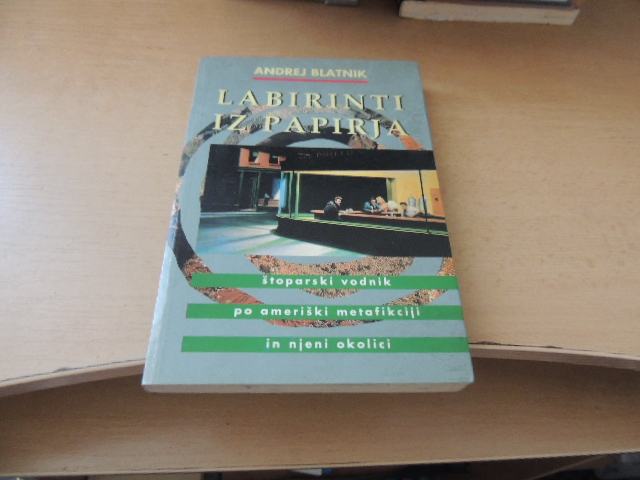 ANDREJ BLATNIK
LABIRINTI
IZ PAPIRJA
štoparski vodnik
po ameriški metafikciji
in njeni okolici